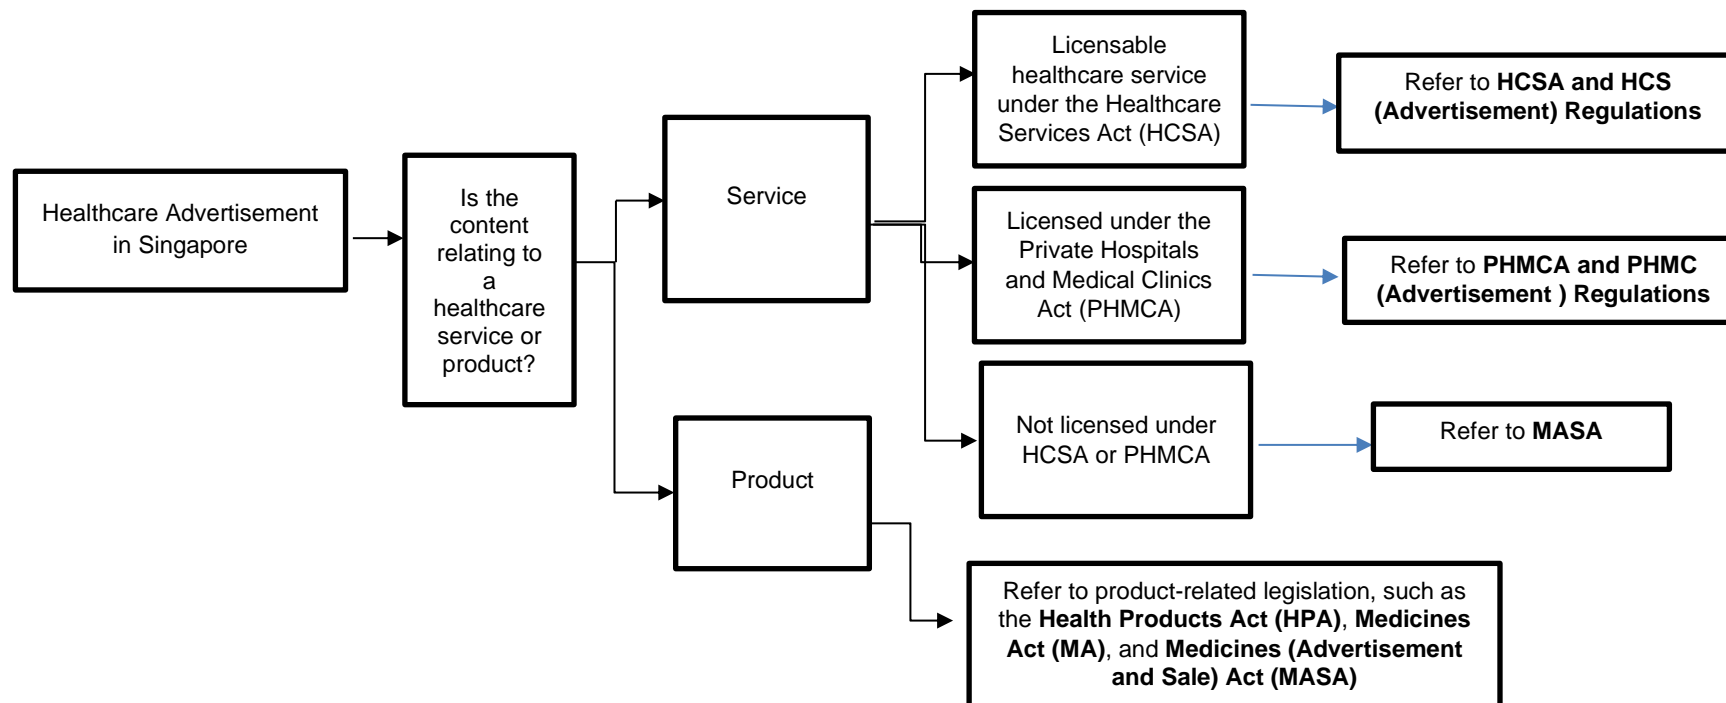 Healthcare Advertisement
in Singapore
Is the
content
relating to
a
healthcare
service or
product?
Service
Product
Licensable
healthcare service
under the Healthcare
Services Act (HCSA)
Refer to HCSA and HCS
(Advertisement) Regulations
Licensed under the
Private Hospitals
and Medical Clinics
Act (PHMCA)
Refer to PHMCA and PHMC
(Advertisement ) Regulations
Not licensed under
HCSA or PHMCA
Refer to MASA
Refer to product-related legislation, such as
the Health Products Act (HPA), Medicines
Act (MA), and Medicines (Advertisement
and Sale) Act (MASA)